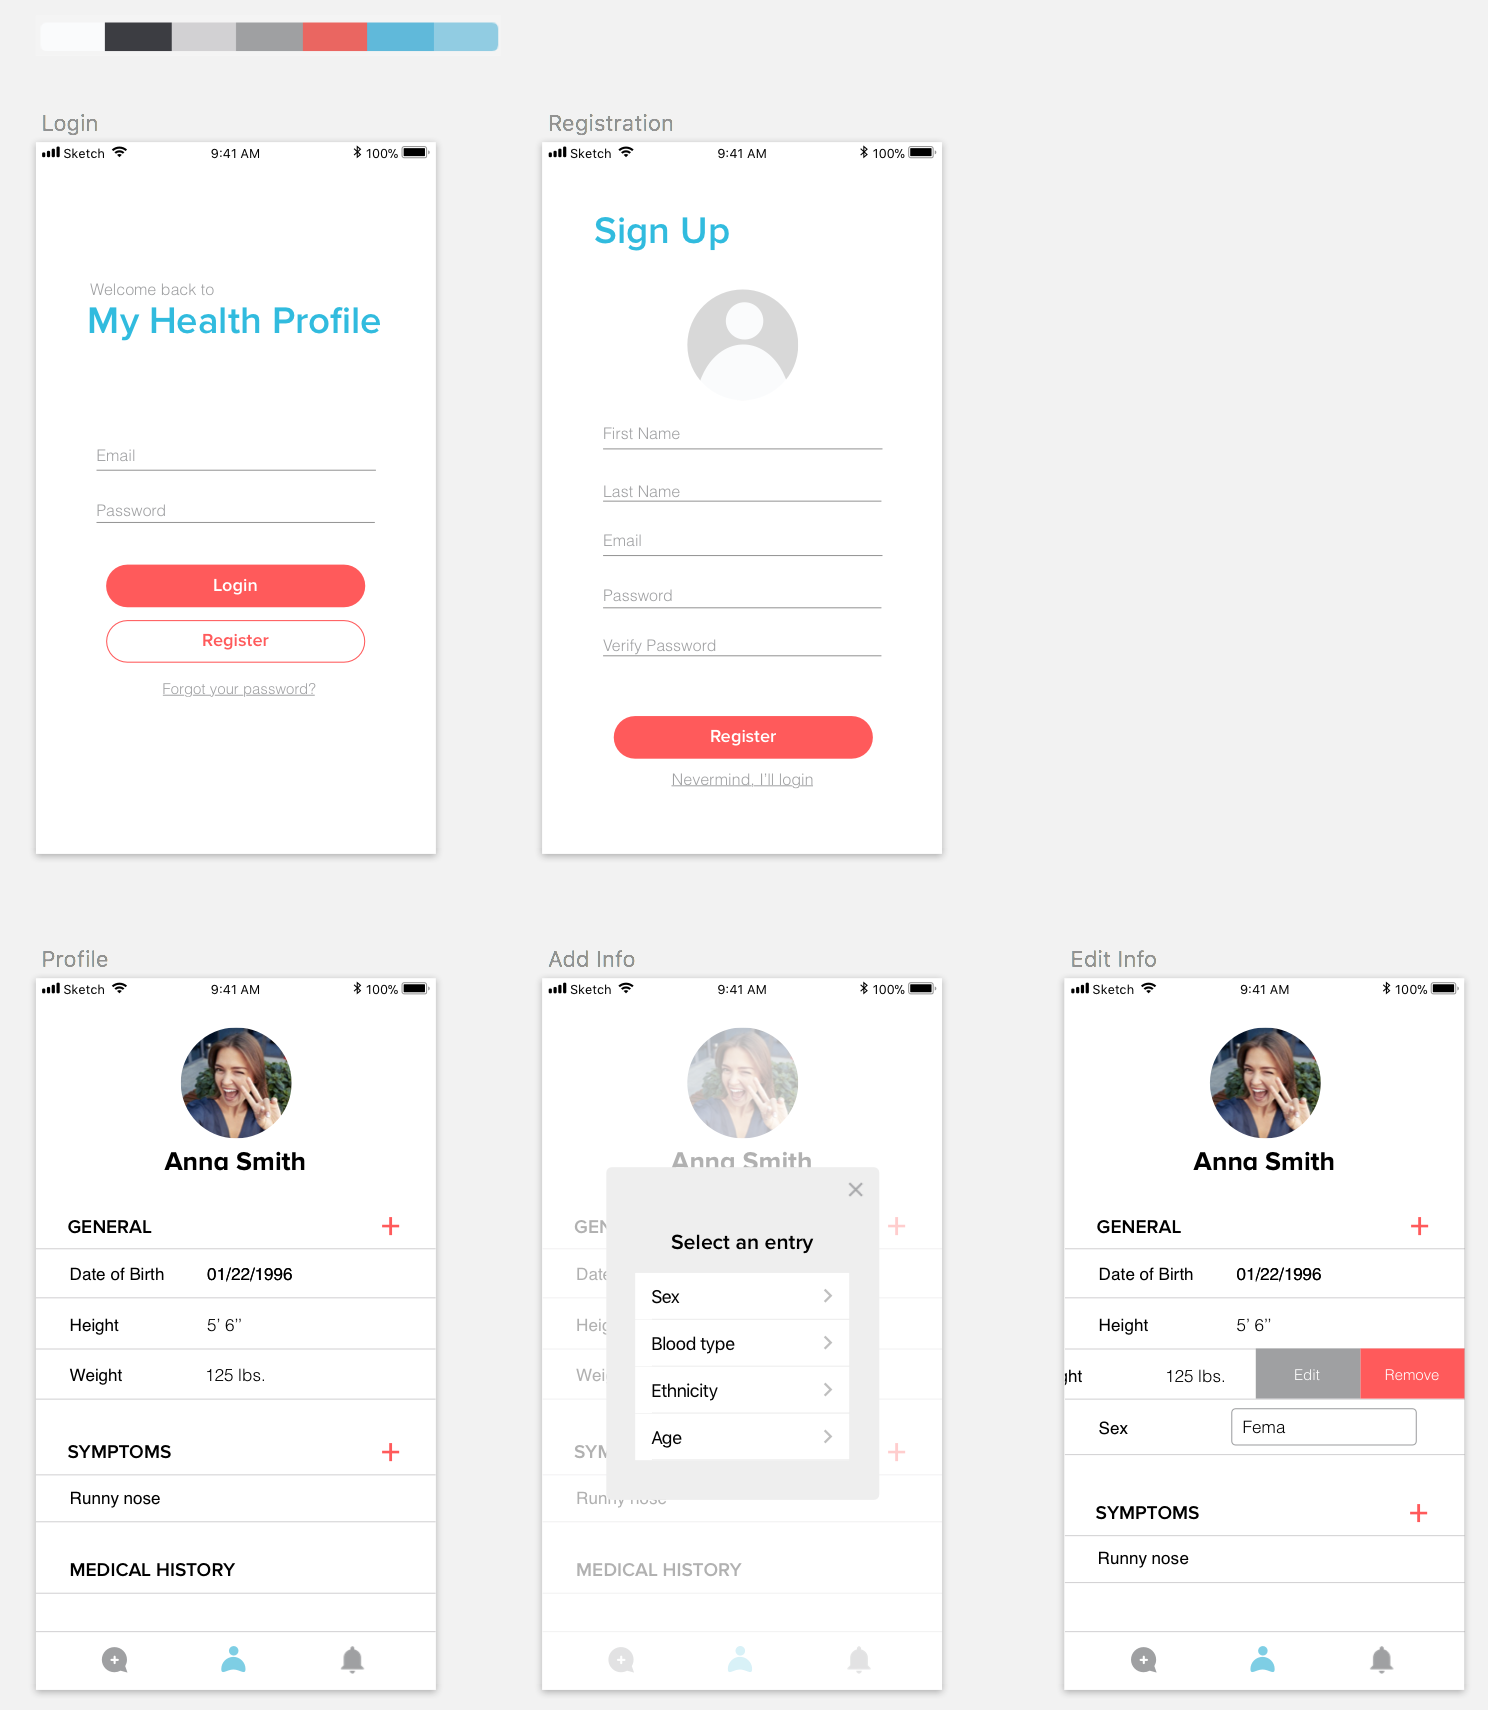 Login
Sketch 9:41 AM 100%
Welcome back to
My Health Profile
Email
Password
Login
Register
Forgot your password?
Registration
Sketch 9:41 AM 100%
Sign Up
First Name
Last Name
Email
Password
Verify Password
Register
Nevermind, I'll login
Profile
Sketch 9:41 AM 100%
Anna Smith
GENERAL +
Date of Birth 01/22/1996
Height 5’ 6’’
Weight 125 lbs.
SYMPTOMS +
Runny nose
MEDICAL HISTORY
Add Info
Sketch 9:41 AM 100%
Anna Smith
GEN +
Date
Heig
Wei
Select an entry
Sex
Blood type
Ethnicity
Age
SYM +
Runny nose
MEDICAL HISTORY
Edit Info
Sketch 9:41 AM 100%
Anna Smith
GENERAL +
Date of Birth 01/22/1996
Height 5’ 6’’
ght 125 lbs. Edit Remove
Sex Fema
SYMPTOMS +
Runny nose